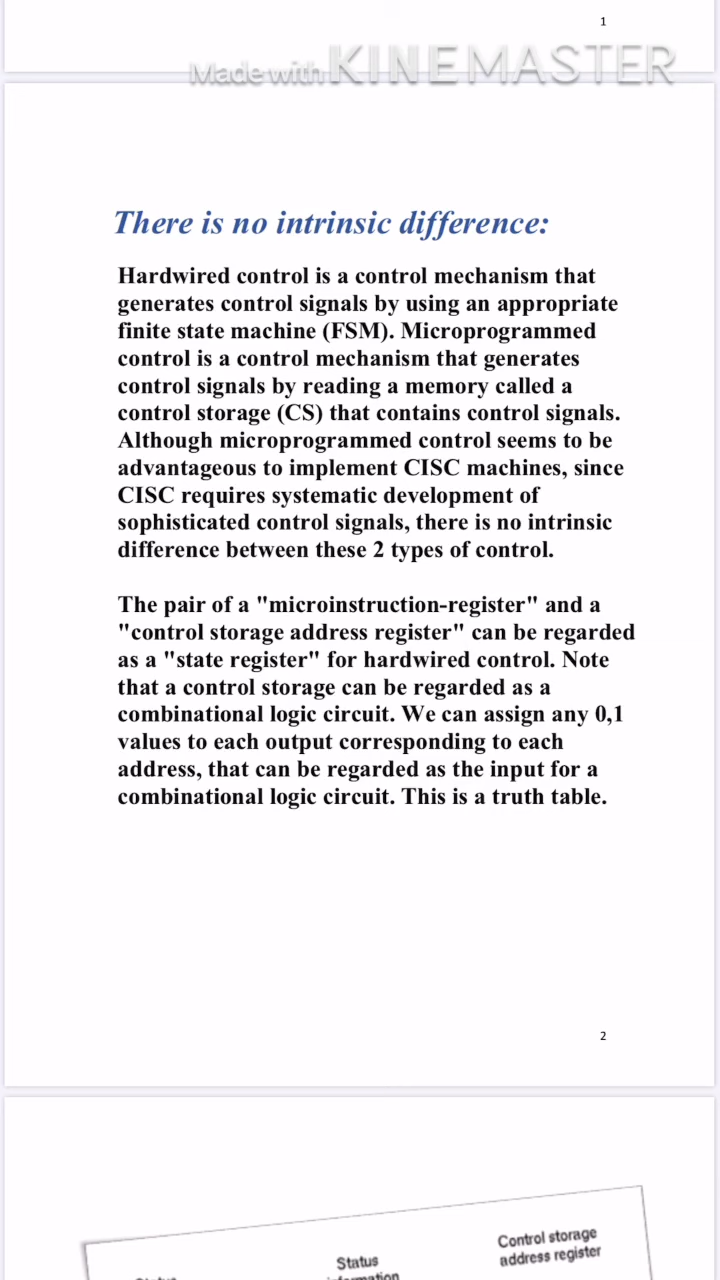 1
Made with KINEMASTER
There is no intrinsic difference:
Hardwired control is a control mechanism that
generates control signals by using an appropriate
finite state machine (FSM). Microprogrammed
control is a control mechanism that generates
control signals by reading a memory called a
control storage (CS) that contains control signals.
Although microprogrammed control seems to be
advantageous to implement CISC machines, since
CISC requires systematic development of
sophisticated control signals, there is no intrinsic
difference between these 2 types of control.
The pair of a "microinstruction-register" and a
"control storage address register" can be regarded
as a "state register" for hardwired control. Note
that a control storage can be regarded as a
combinational logic circuit. We can assign any 0,1
values to each output corresponding to each
address, that can be regarded as the input for a
combinational logic circuit. This is a truth table.
2
Control storage
address register
Status